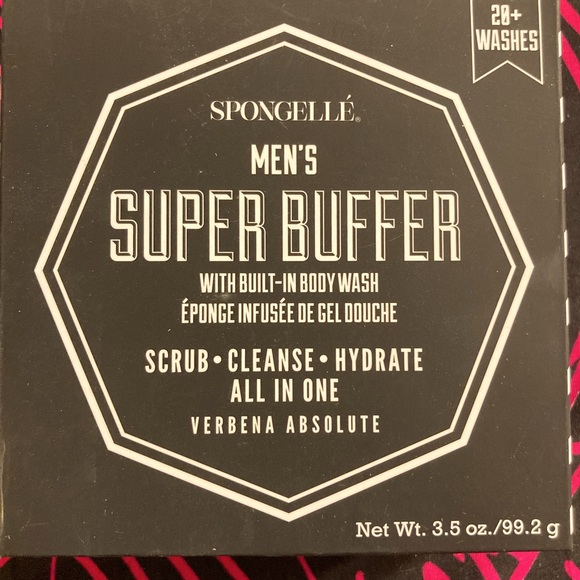 20+
WASHES
SPONGELLÉ®
MEN'S
SUPER BUFFER
WITH BUILT-IN BODY WASH
ÉPONGE INFUSÉE DE GEL DOUCHE
SCRUB • CLEANSE • HYDRATE
ALL IN ONE
VERBENA ABSOLUTE
Net Wt. 3.5 oz./99.2 g